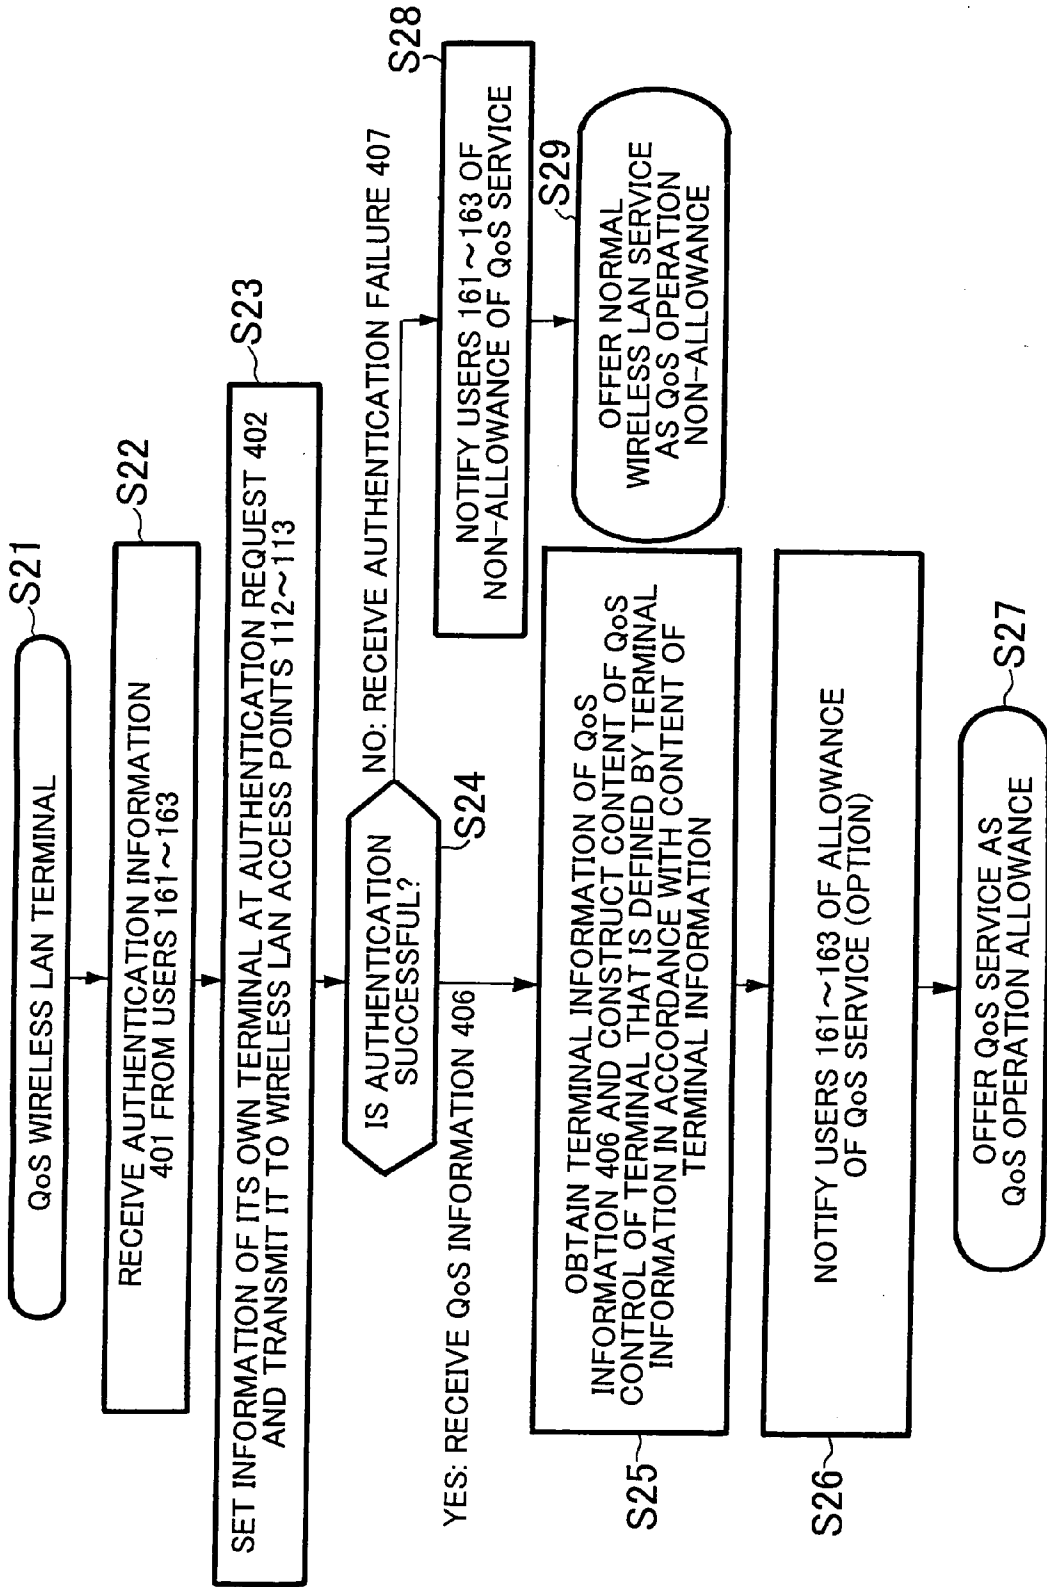 S21
QoS WIRELESS LAN TERMINAL
S22
RECEIVE AUTHENTICATION INFORMATION
401 FROM USERS 161~163
S23
SET INFORMATION OF ITS OWN TERMINAL AT AUTHENTICATION REQUEST 402
AND TRANSMIT IT TO WIRELESS LAN ACCESS POINTS 112~113
IS AUTHENTICATION
SUCCESSFUL?
S24
NO: RECEIVE AUTHENTICATION FAILURE 407
YES: RECEIVE QoS INFORMATION 406
S28
NOTIFY USERS 161~163 OF
NON-ALLOWANCE OF QoS SERVICE
S29
OFFER NORMAL
WIRELESS LAN SERVICE
AS QoS OPERATION
NON-ALLOWANCE
S25
OBTAIN TERMINAL INFORMATION OF QoS
INFORMATION 406 AND CONSTRUCT CONTENT OF QoS
CONTROL OF TERMINAL THAT IS DEFINED BY TERMINAL
INFORMATION IN ACCORDANCE WITH CONTENT OF
TERMINAL INFORMATION
S26
NOTIFY USERS 161~163 OF ALLOWANCE
OF QoS SERVICE (OPTION)
S27
OFFER QoS SERVICE AS
QoS OPERATION ALLOWANCE